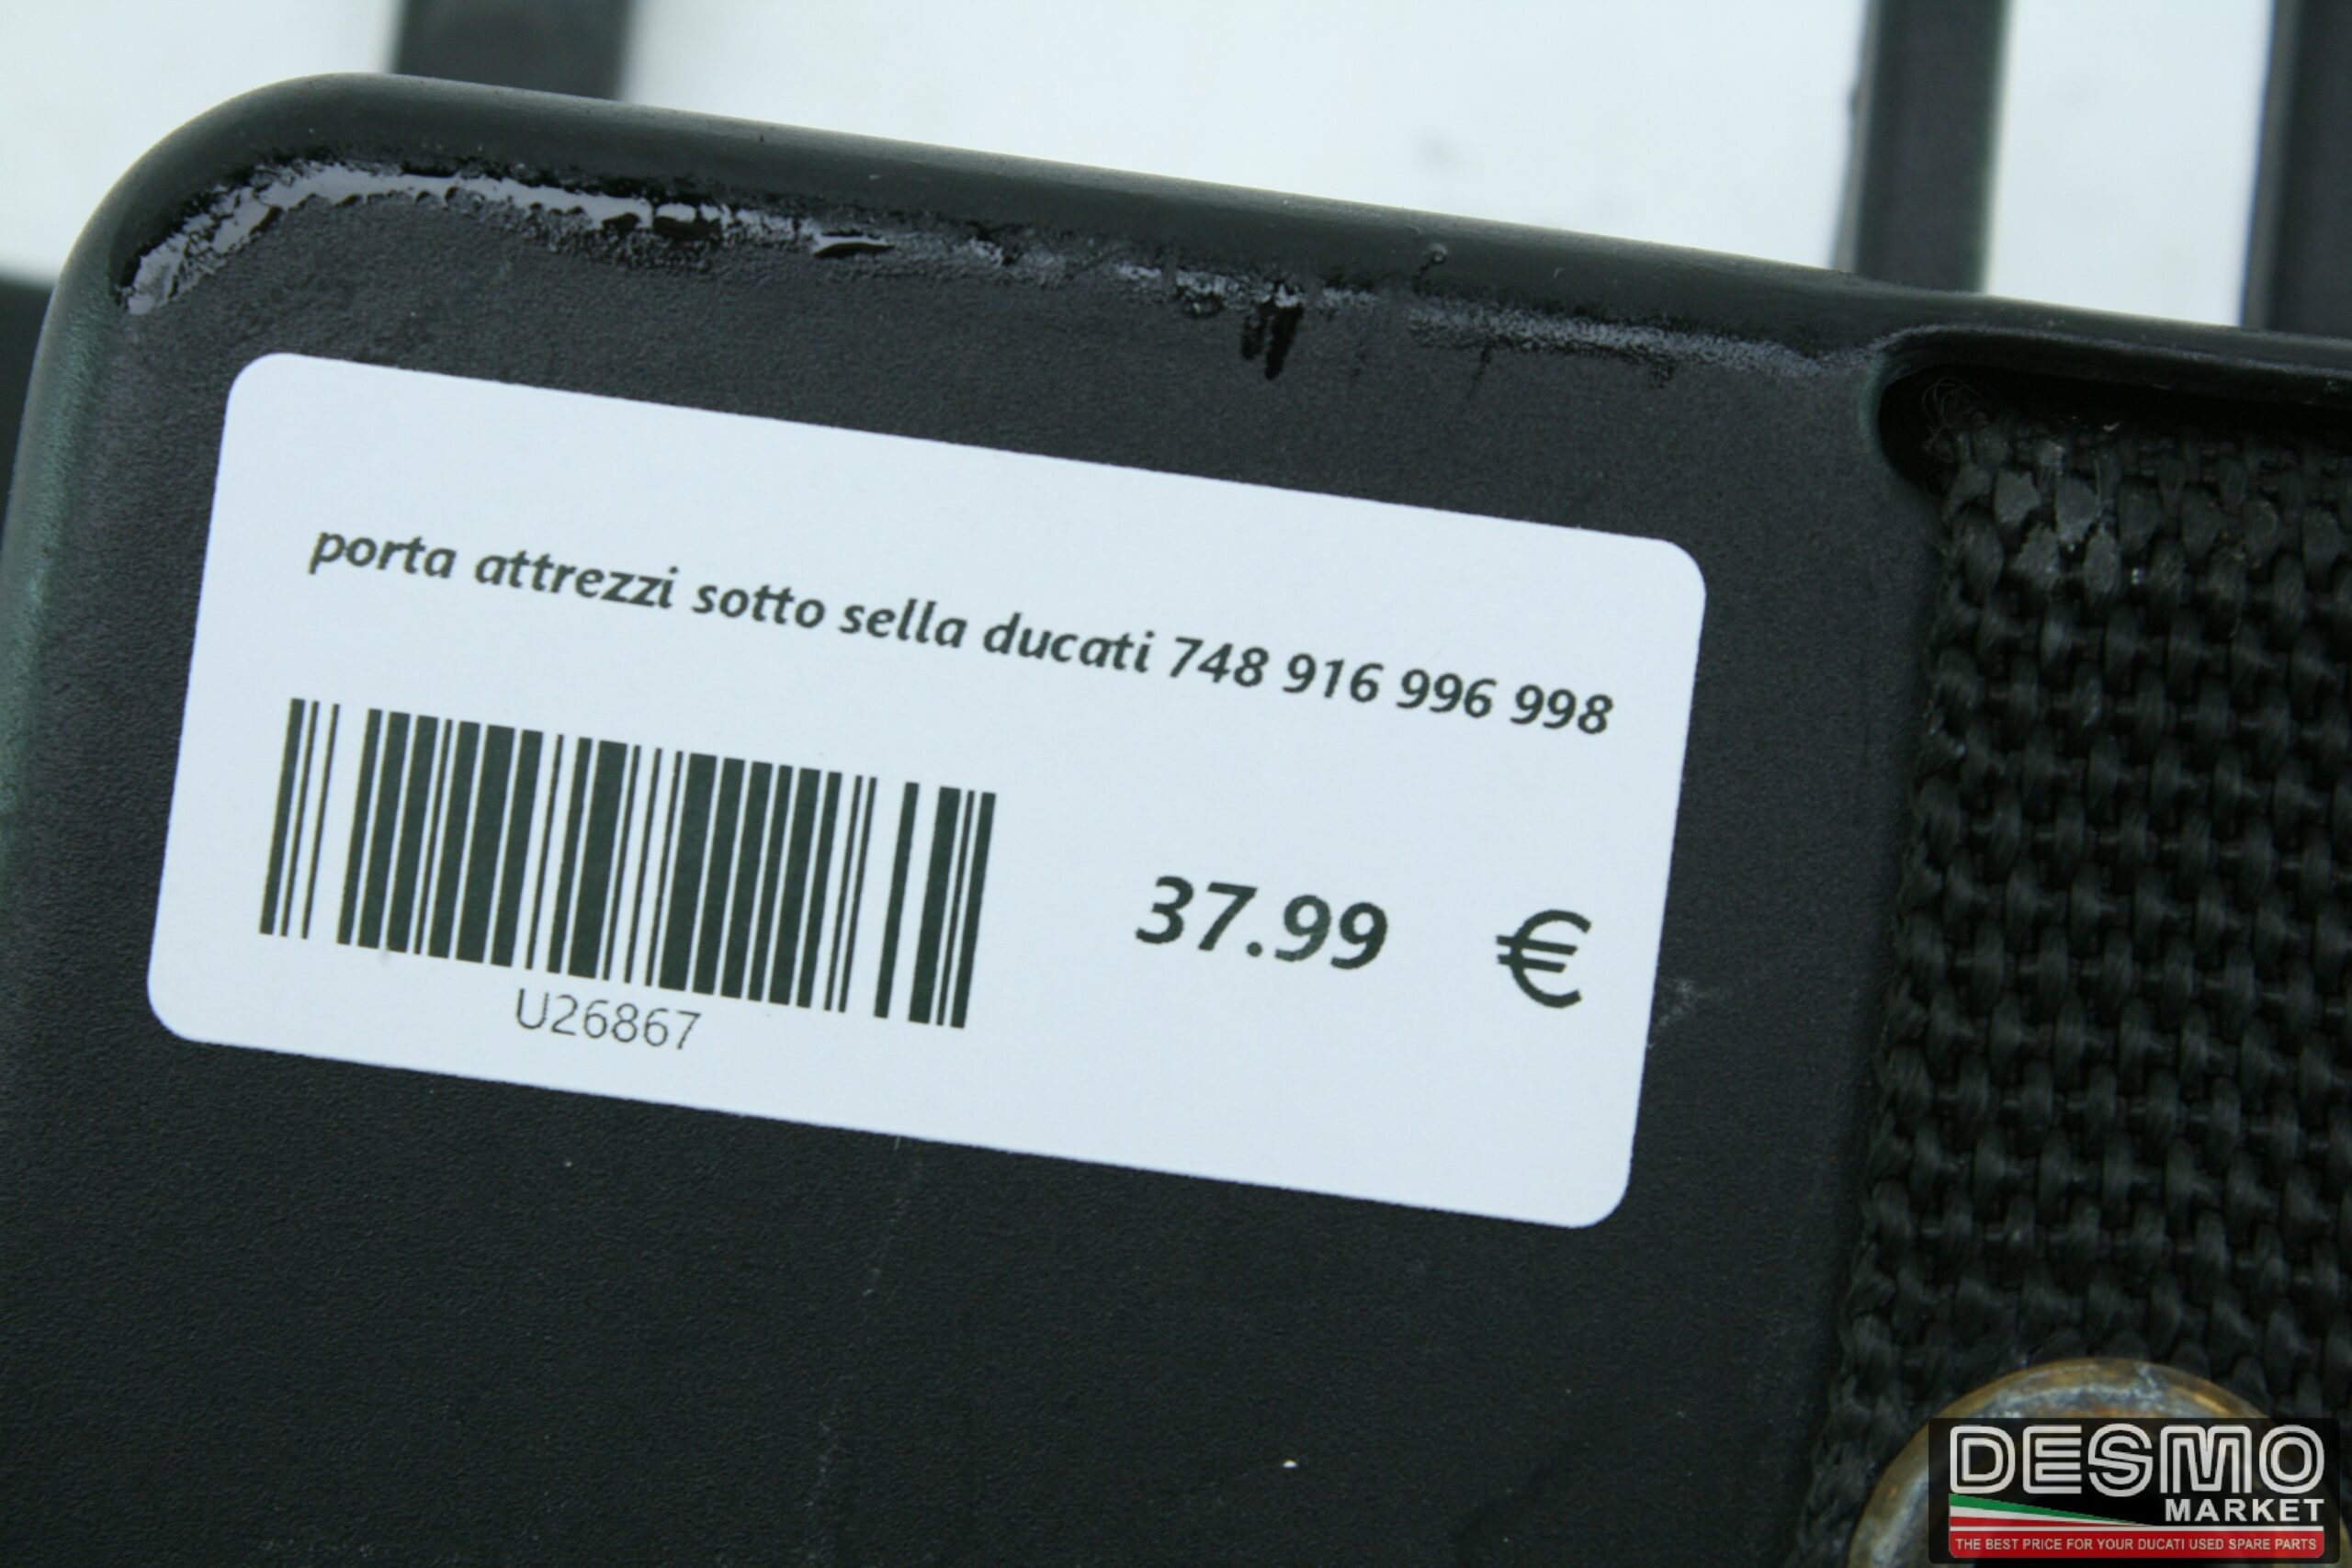 porta attrezzi sotto sella ducati 748 916 996 998
37.99 €
U26867
DESMO
MARKET
THE BEST PRICE FOR YOUR DUCATI USED SPARE PARTS